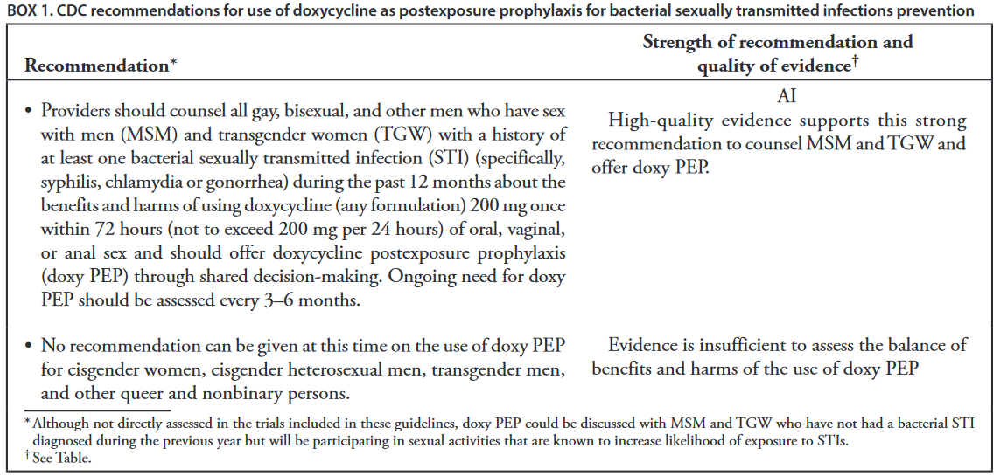 BOX 1. CDC recommendations for use of doxycycline as postexposure prophylaxis for bacterial sexually transmitted infections prevention
Recommendation*
Strength of recommendation and
quality of evidence†
• Providers should counsel all gay, bisexual, and other men who have sex
with men (MSM) and transgender women (TGW) with a history of
at least one bacterial sexually transmitted infection (STI) (specifically,
syphilis, chlamydia or gonorrhea) during the past 12 months about the
benefits and harms of using doxycycline (any formulation) 200 mg once
within 72 hours (not to exceed 200 mg per 24 hours) of oral, vaginal,
or anal sex and should offer doxycycline postexposure prophylaxis
(doxy PEP) through shared decision-making. Ongoing need for doxy
PEP should be assessed every 3–6 months.
AI
High-quality evidence supports this strong
recommendation to counsel MSM and TGW and
offer doxy PEP.
• No recommendation can be given at this time on the use of doxy PEP
for cisgender women, cisgender heterosexual men, transgender men,
and other queer and nonbinary persons.
Evidence is insufficient to assess the balance of
benefits and harms of the use of doxy PEP
* Although not directly assessed in the trials included in these guidelines, doxy PEP could be discussed with MSM and TGW who have not had a bacterial STI
diagnosed during the previous year but will be participating in sexual activities that are known to increase likelihood of exposure to STIs.
† See Table.